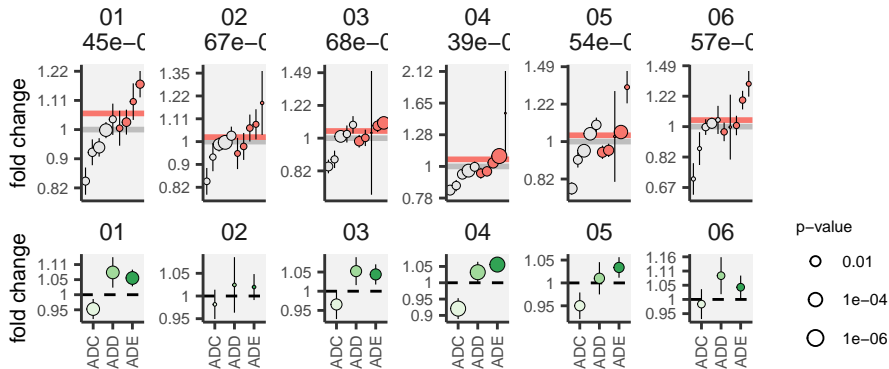 01 02 03 04 05 06
45e−0 67e−0 68e−0 39e−0 54e−0 57e−0
fold change
1.22 1.11 1 0.9 0.82
1.35 1.22 1.11 1 0.9 0.82
1.49 1.22 1 0.82
2.12 1.65 1.28 1 0.78
1.49 1.22 1 0.82
1.49 1.22 1 0.82 0.67
01 02 03 04 05 06
fold change
1.11 1.05 1 0.95
1.05 1 0.95
1.05 1 0.95
1.05 1 0.95 0.9
1.05 1 0.95
1.16 1.11 1.05 1 0.95
ADC ADD ADE ADC ADD ADE ADC ADD ADE ADC ADD ADE ADC ADD ADE ADC ADD ADE
p−value
0.01
1e−04
1e−06